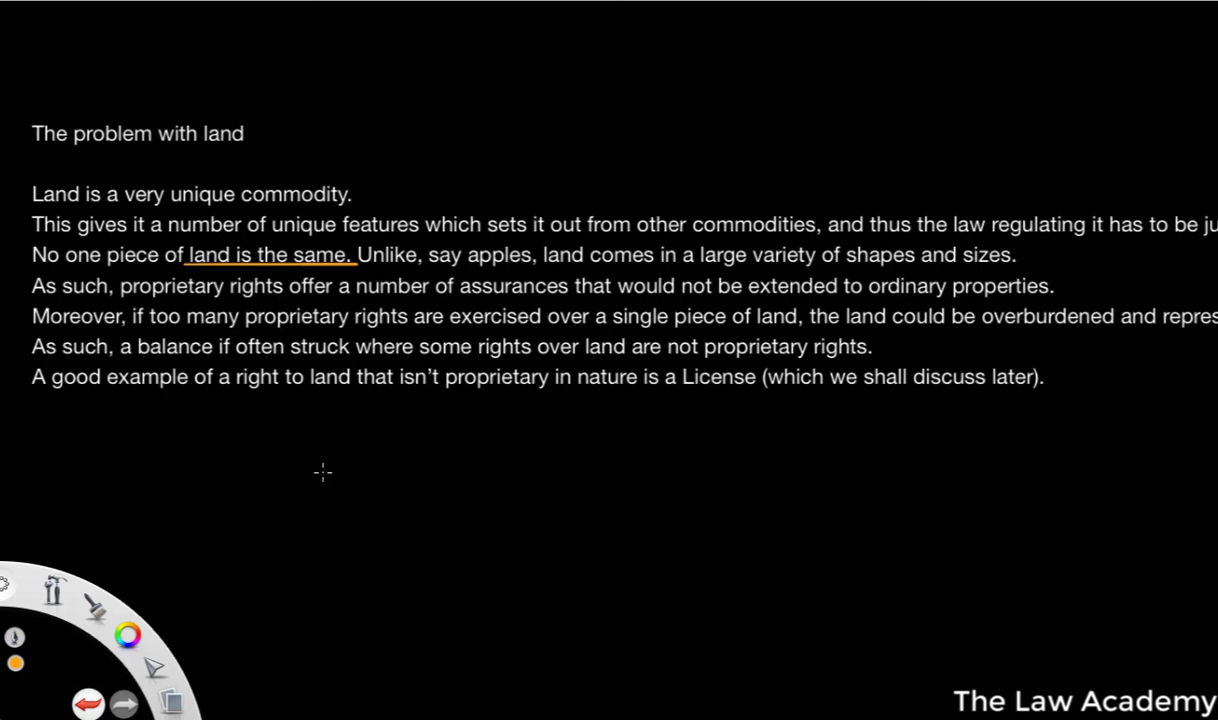 The problem with land
Land is a very unique commodity.
This gives it a number of unique features which sets it out from other commodities, and thus the law regulating it has to be
No one piece of land is the same. Unlike, say apples, land comes in a large variety of shapes and sizes.
As such, proprietary rights offer a number of assurances that would not be extended to ordinary properties.
Moreover, if too many proprietary rights are exercised over a single piece of land, the land could be overburdened and
As such, a balance if often struck where some rights over land are not proprietary rights.
A good example of a right to land that isn’t proprietary in nature is a License (which we shall discuss later).
The Law Academy